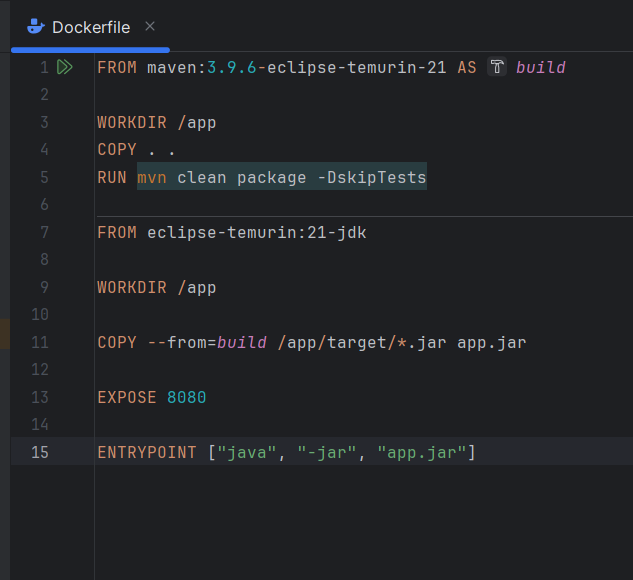 Dockerfile
1 FROM maven:3.9.6-eclipse-temurin-21 AS build
2
3 WORKDIR /app
4 COPY . .
5 RUN mvn clean package -DskipTests
6
7 FROM eclipse-temurin:21-jdk
8
9 WORKDIR /app
10
11 COPY --from=build /app/target/*.jar app.jar
12
13 EXPOSE 8080
14
15 ENTRYPOINT ["java", "-jar", "app.jar"]